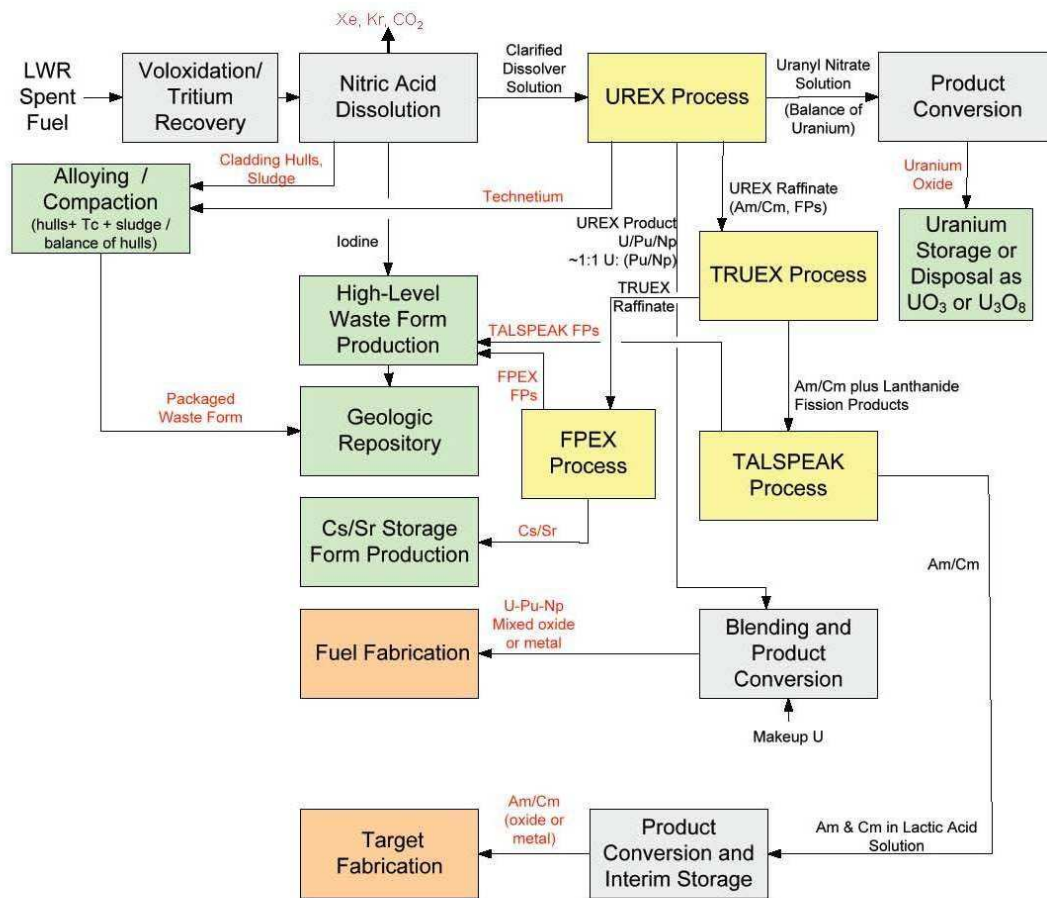 Xe, Kr, CO₂
LWR
Spent
Fuel
Voloxidation/
Tritium
Recovery
Nitric Acid
Dissolution
Clarified
Dissolver
Solution
UREX Process
Uranyl Nitrate
Solution
(Balance of
Uranium)
Product
Conversion
Cladding Hulls,
Sludge
Alloying /
Compaction
(hulls+ Tc + sludge /
balance of hulls)
Technetium
Uranium
Oxide
UREX Raffinate
(Am/Cm, FPs)
UREX Product
U/Pu/Np
~1:1 U: (Pu/Np)
Iodine
Uranium
Storage or
Disposal as
UO₃ or U₃O₈
TRUEX Process
TRUEX
Raffinate
High-Level
Waste Form
Production
TALSPEAK FPs
FPEX
FPs
Am/Cm plus Lanthanide
Fission Products
Packaged
Waste Form
Geologic
Repository
FPEX
Process
TALSPEAK
Process
Cs/Sr Storage
Form Production
Cs/Sr
Am/Cm
U-Pu-Np
Mixed oxide
or metal
Fuel Fabrication
Blending and
Product
Conversion
Makeup U
Am/Cm
(oxide or
metal)
Target
Fabrication
Product
Conversion and
Interim Storage
Am & Cm in Lactic Acid
Solution